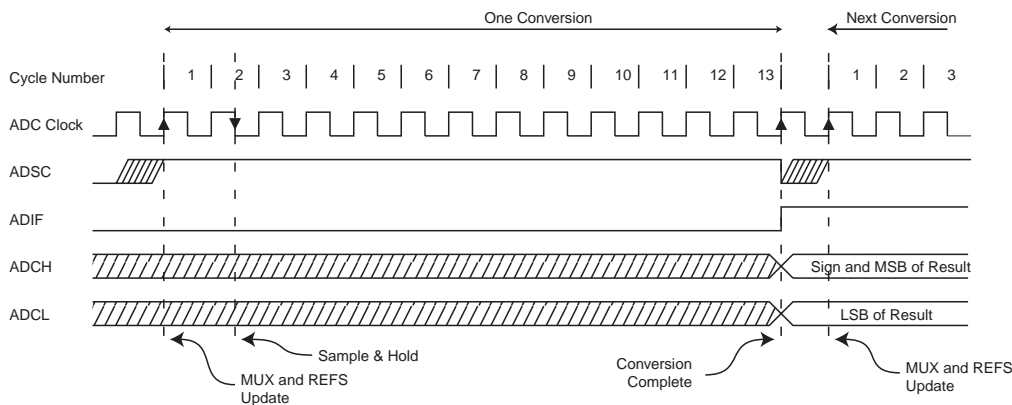 One Conversion
Next Conversion
Cycle Number
1 2 3 4 5 6 7 8 9 10 11 12 13 1 2 3
ADC Clock
ADSC
ADIF
ADCH
Sign and MSB of Result
ADCL
LSB of Result
Sample & Hold
MUX and REFS
Update
Conversion
Complete
MUX and REFS
Update